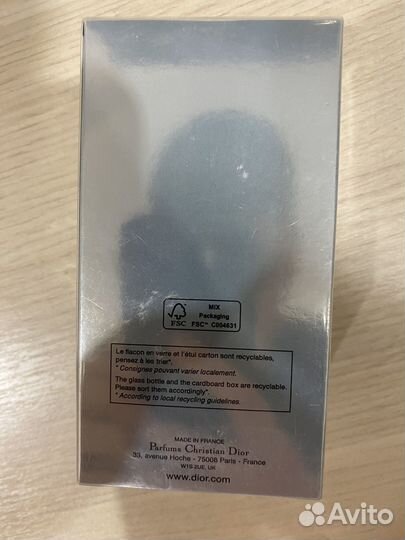 MIX
Packaging
FSC
FSC™ C004631
Le flacon en verre et l'étui carton sont recyclables,
pensez à les trier*.
* Consignes pouvant varier localement.
The glass bottle and the cardboard box are recyclable.
Please sort them accordingly*.
* According to local recycling guidelines.
MADE IN FRANCE
Parfums Christian Dior
33, avenue Hoche - 75008 Paris - France
W1S 2UE, UK
www.dior.com
Avito